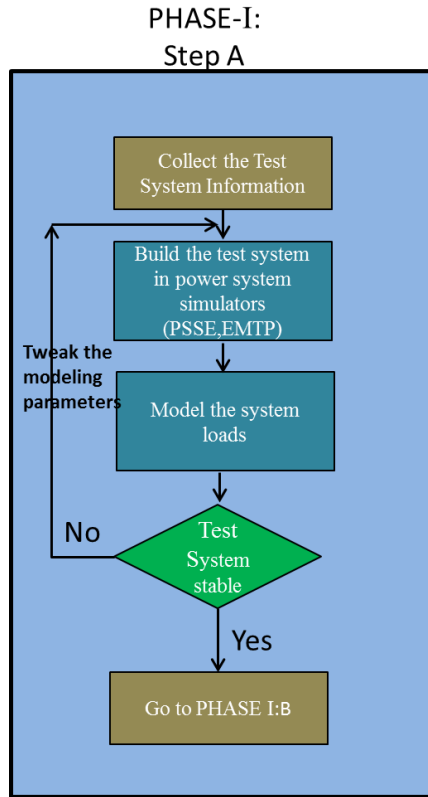 PHASE-I:
Step A
Collect the Test
System Information
Build the test system
in power system
simulators
(PSSE,EMTP)
Tweak the
modeling
parameters
Model the system
loads
Test
System
stable
No
Yes
Go to PHASE I:B